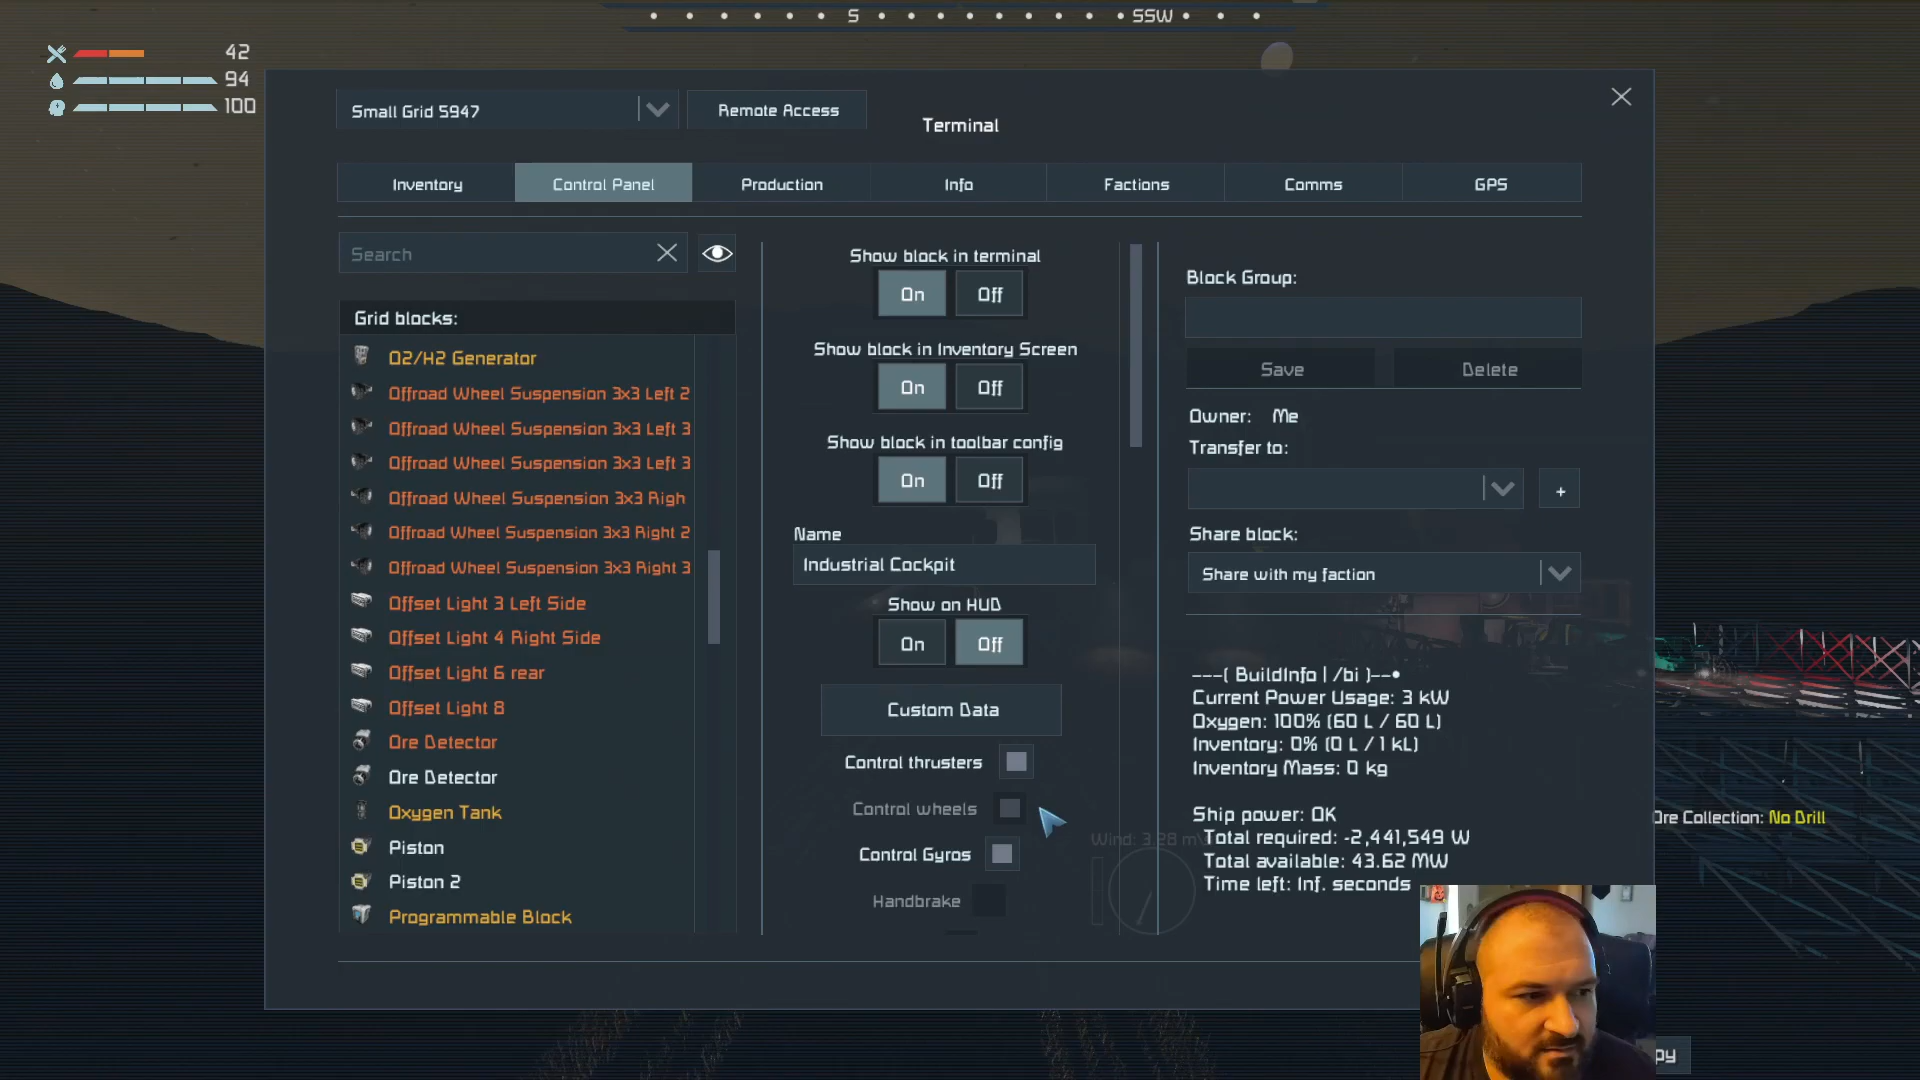 S
SSW
42
94
100
Small Grid 5947
Remote Access
Terminal
Inventory
Control Panel
Production
Info
Factions
Comms
GPS
Search
Grid blocks:
O2/H2 Generator
Offroad Wheel Suspension 3x3 Left 2
Offroad Wheel Suspension 3x3 Left 3
Offroad Wheel Suspension 3x3 Left 3
Offroad Wheel Suspension 3x3 Righ
Offroad Wheel Suspension 3x3 Right 2
Offroad Wheel Suspension 3x3 Right 3
Offset Light 3 Left Side
Offset Light 4 Right Side
Offset Light 6 rear
Offset Light 8
Ore Detector
Ore Detector
Oxygen Tank
Piston
Piston 2
Programmable Block
Show block in terminal
On Off
Show block in Inventory Screen
On Off
Show block in toolbar config
On Off
Name
Industrial Cockpit
Show on HUD
On Off
Custom Data
Control thrusters
Control wheels
Control Gyros
Handbrake
Block Group:
Save
Delete
Owner: Me
Transfer to:
+
Share block:
Share with my faction
---( BuildInfo | /bi )--•
Current Power Usage: 3 kW
Oxygen: 100% (60 L / 60 L)
Inventory: 0% (0 L / 1 kL)
Inventory Mass: 0 kg
Ship power: OK
Total required: -2,441,549 W
Total available: 43.62 MW
Time left: Inf. seconds
Wind: 3.28 m/
Ore Collection: No Drill
py